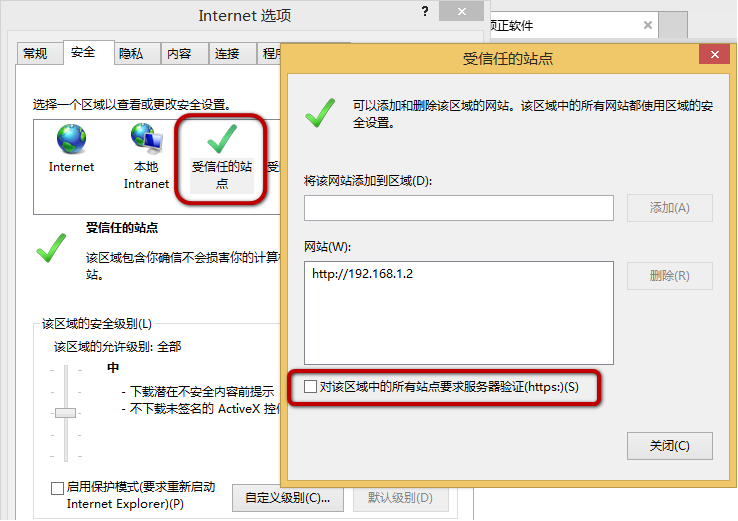 Internet 选项
?
顶正软件
常规
安全
隐私
内容
连接
选择一个区域以查看或更改安全设置。
Internet
本地
Intranet
受信任的站
点
受信任的站点
该区域包含你确信不会损害你的计算
站。
该区域的安全级别(L)
该区域的允许级别: 全部
中
- 下载潜在不安全内容前提示
- 不下载未签名的 ActiveX 控
启用保护模式(要求重新启动
Internet Explorer)(P)
自定义级别(C)...
默认级别(D)
受信任的站点
可以添加和删除该区域的网站。该区域中的所有网站都使用区域的安
全设置。
将该网站添加到区域(D):
添加(A)
网站(W):
http://192.168.1.2
删除(R)
对该区域中的所有站点要求服务器验证(https:)(S)
关闭(C)